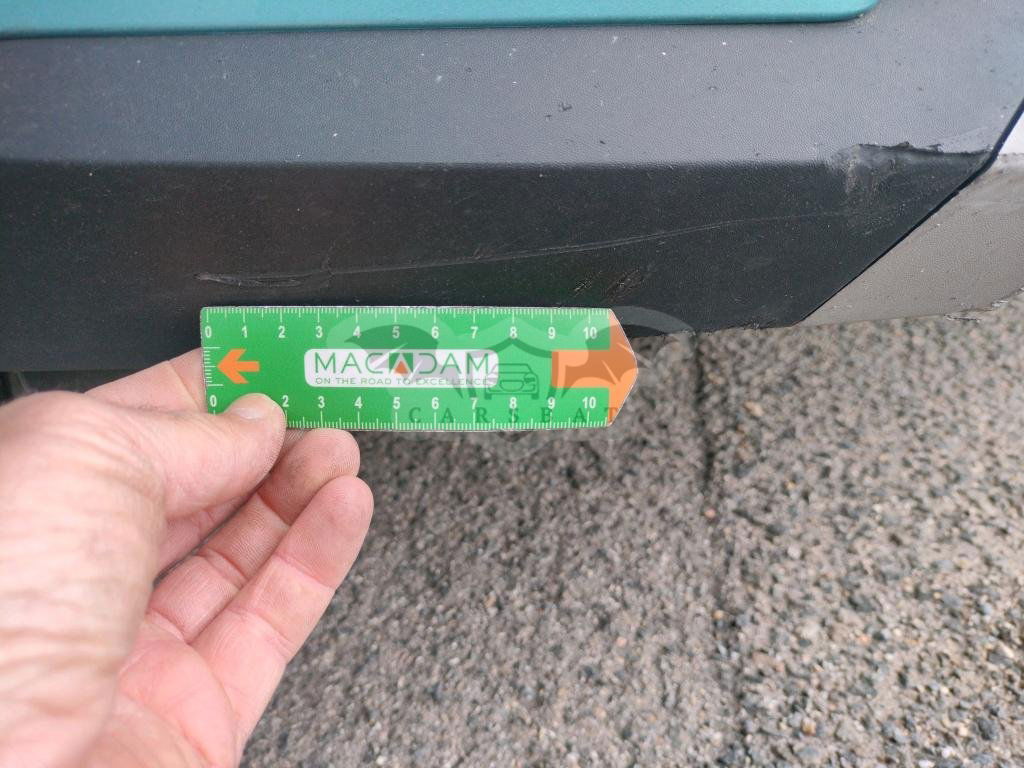 0 1 2 3 4 5 6 7 8 9 10
MACADAM
ON THE ROAD TO EXCELLENCE
0 2 3 4 5 6 7 8 9 10
CARSBAT